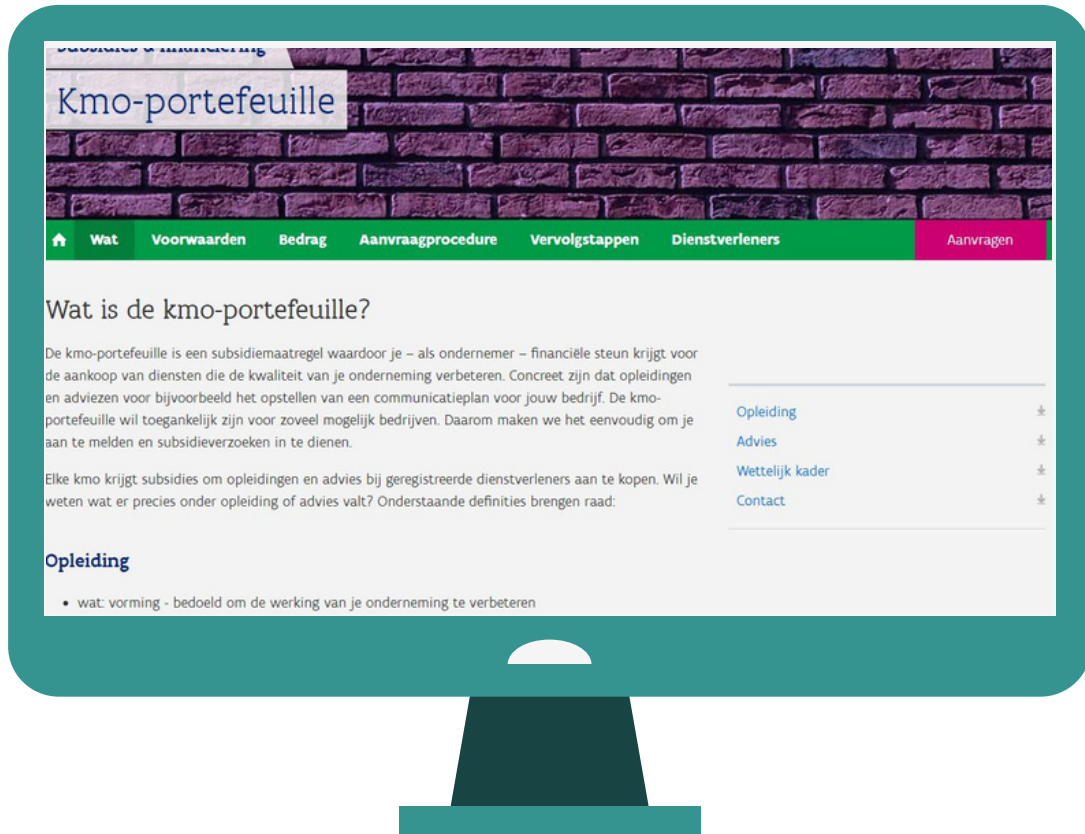 Subsidies & financiering
Kmo-portefeuille
Wat Voorwaarden Bedrag Aanvraagprocedure Vervolgstappen Dienstverleners Aanvragen
Wat is de kmo-portefeuille?
De kmo-portefeuille is een subsidiemaatregel waardoor je – als ondernemer – financiële steun krijgt voor
de aankoop van diensten die de kwaliteit van je onderneming verbeteren. Concreet zijn dat opleidingen
en adviezen voor bijvoorbeeld het opstellen van een communicatieplan voor jouw bedrijf. De kmo-
portefeuille wil toegankelijk zijn voor zoveel mogelijk bedrijven. Daarom maken we het eenvoudig om je
aan te melden en subsidieverzoeken in te dienen.
Elke kmo krijgt subsidies om opleidingen en advies bij geregistreerde dienstverleners aan te kopen. Wil je
weten wat er precies onder opleiding of advies valt? Onderstaande definities brengen raad:
Opleiding
• wat: vorming - bedoeld om de werking van je onderneming te verbeteren
Opleiding
Advies
Wettelijk kader
Contact